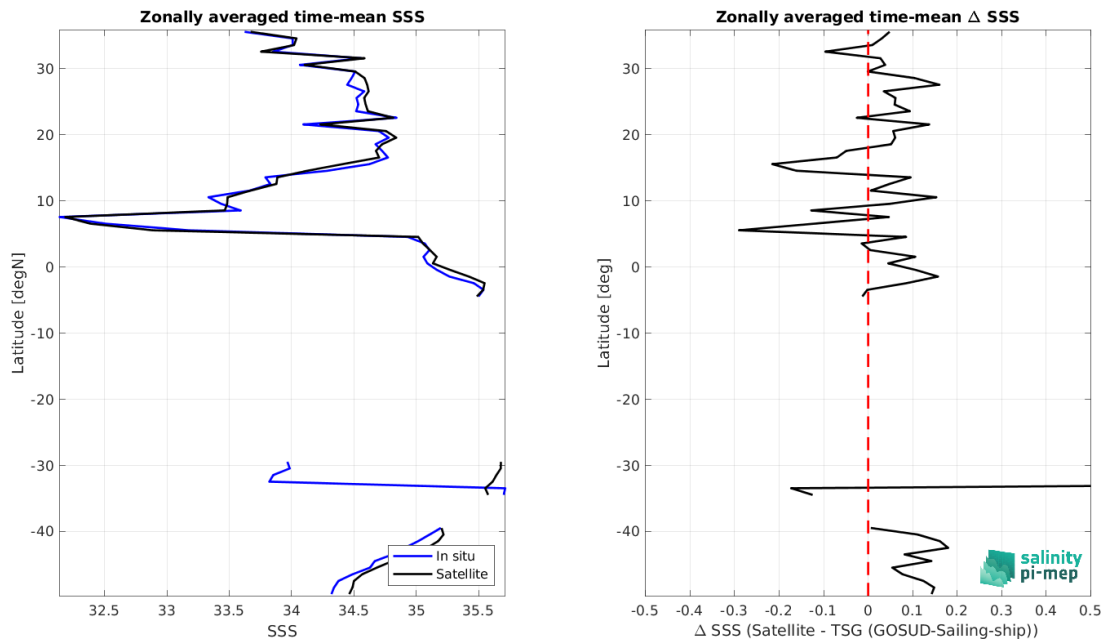 Zonally averaged time-mean SSS
30
20
10
0
-10
-20
-30
-40
Latitude [degN]
32.5 33 33.5 34 34.5 35 35.5
SSS
In situ
Satellite
Zonally averaged time-mean Δ SSS
30
20
10
0
-10
-20
-30
-40
Latitude [deg]
-0.5 -0.4 -0.3 -0.2 -0.1 0 0.1 0.2 0.3 0.4 0.5
Δ SSS (Satellite - TSG (GOSUD-Sailing-ship))
salinity
pi-mep